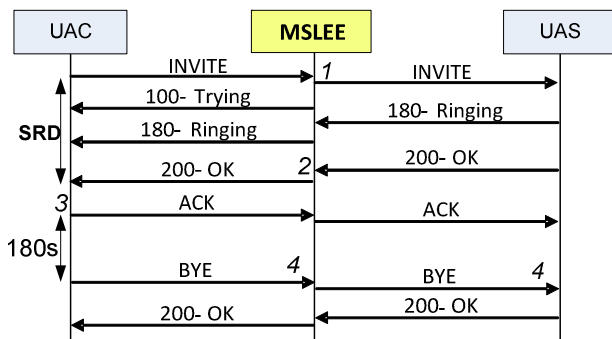 UAC MSLEE UAS
INVITE 1 INVITE
100- Trying
180- Ringing
SRD 180- Ringing
200- OK 2 200- OK
3 ACK ACK
180s
BYE 4 BYE 4
200- OK 200- OK